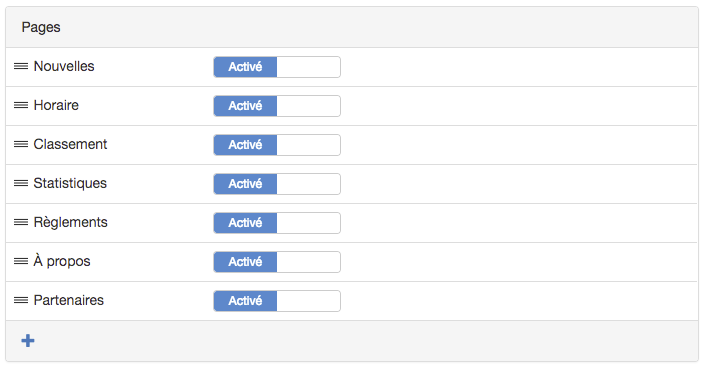 Pages
Nouvelles Activé
Horaire Activé
Classement Activé
Statistiques Activé
Règlements Activé
À propos Activé
Partenaires Activé